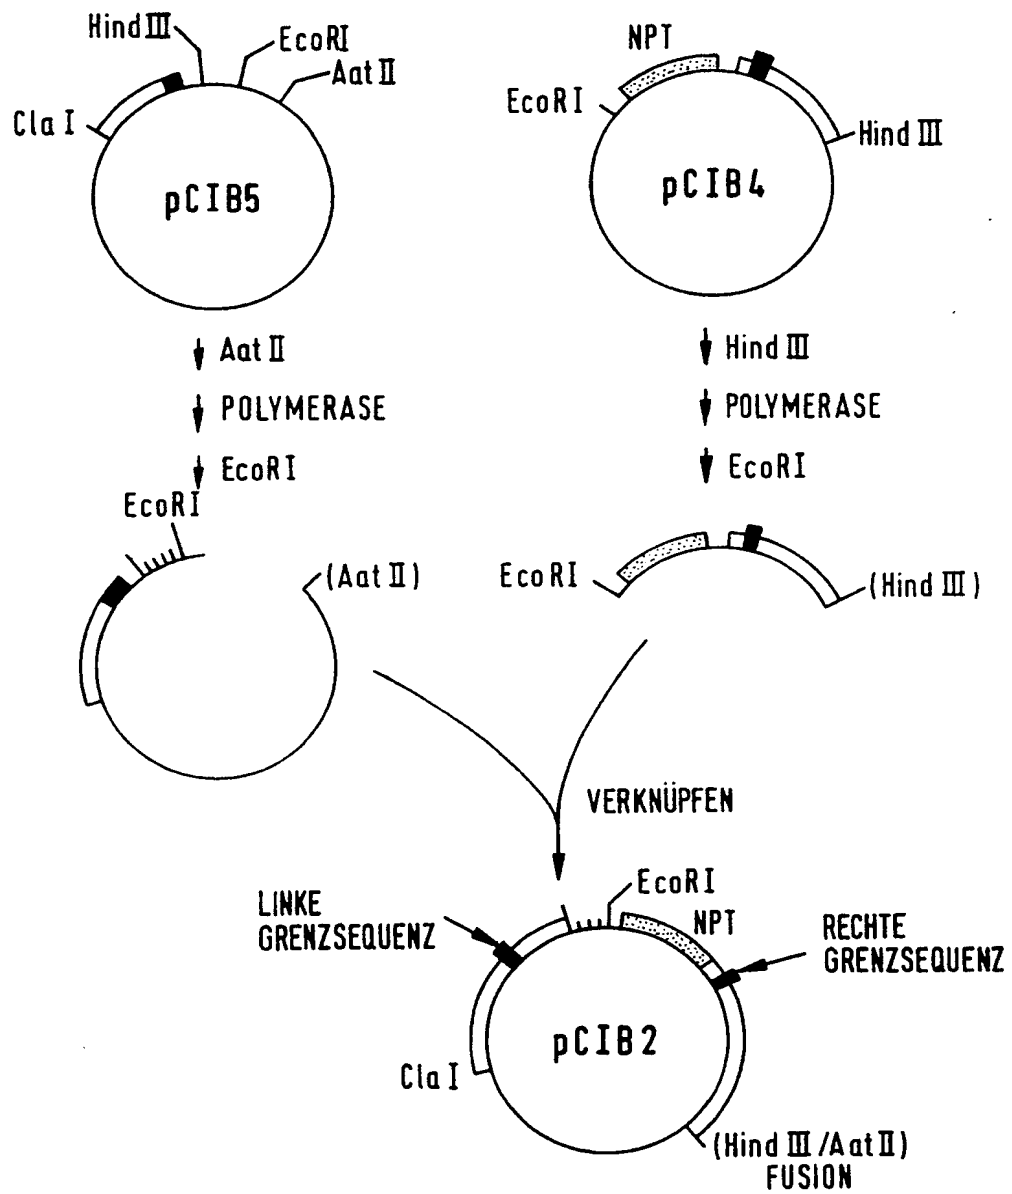 Hind III
EcoRI
Aat II
Cla I
pCIB5
NPT
EcoRI
Hind III
pCIB4
Aat II
POLYMERASE
EcoRI
Hind III
POLYMERASE
EcoRI
EcoRI
(Aat II)
EcoRI
(Hind III)
VERKNÜPFEN
LINKE
GRENZSEQUENZ
EcoRI
NPT
RECHTE
GRENZSEQUENZ
pCIB2
Cla I
(Hind III/Aat II)
FUSION